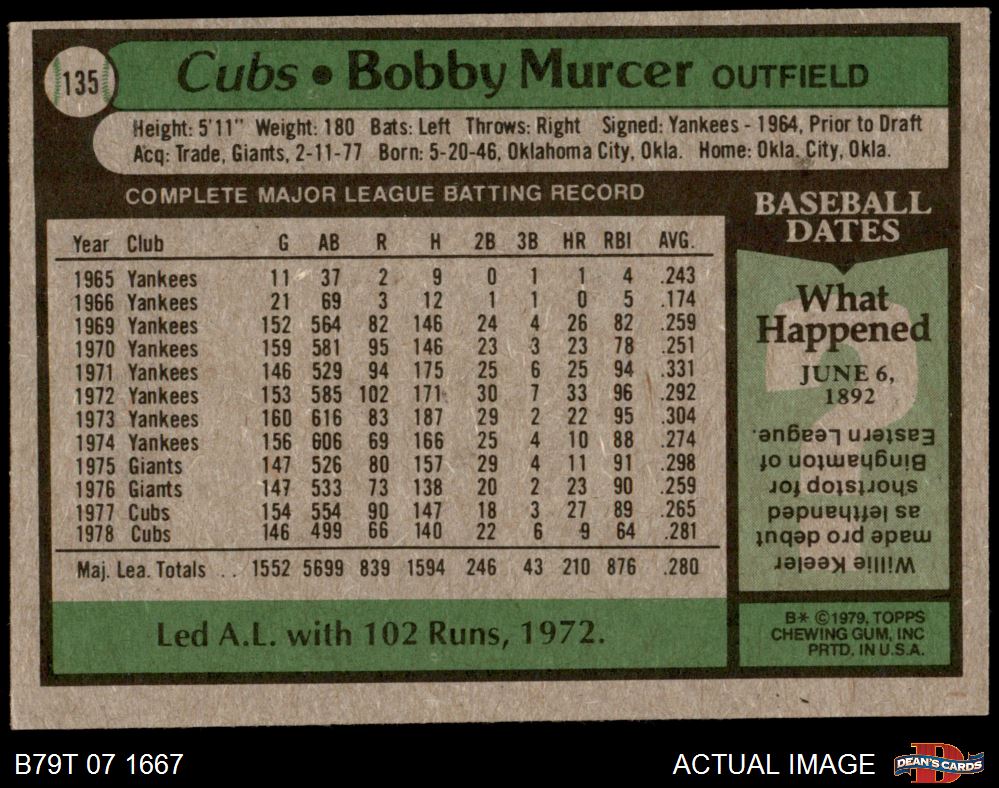 135
Cubs • Bobby Murcer OUTFIELD
Height: 5'11" Weight: 180 Bats: Left Throws: Right Signed: Yankees - 1964, Prior to Draft
Acq: Trade, Giants, 2-11-77 Born: 5-20-46, Oklahoma City, Okla. Home: Okla. City, Okla.
COMPLETE MAJOR LEAGUE BATTING RECORD
Year Club G AB R H 2B 3B HR RBI AVG.
1965 Yankees 11 37 2 9 0 1 1 4 .243
1966 Yankees 21 69 3 12 1 1 0 5 .174
1969 Yankees 152 564 82 146 24 4 26 82 .259
1970 Yankees 159 581 95 146 23 3 23 78 .251
1971 Yankees 146 529 94 175 25 6 25 94 .331
1972 Yankees 153 585 102 171 30 7 33 96 .292
1973 Yankees 160 616 83 187 29 2 22 95 .304
1974 Yankees 156 606 69 166 25 4 10 88 .274
1975 Giants 147 526 80 157 29 4 11 91 .298
1976 Giants 147 533 73 138 20 2 23 90 .259
1977 Cubs 154 554 90 147 18 3 27 89 .265
1978 Cubs 146 499 66 140 22 6 9 64 .281
Maj. Lea. Totals . . 1552 5699 839 1594 246 43 210 876 .280
Led A.L. with 102 Runs, 1972.
BASEBALL
DATES
What
Happened
JUNE 6,
1892
Willie Keeler
made pro debut
as lefthanded
shortstop for
Binghamton of
Eastern League.
B* ©1979, TOPPS
CHEWING GUM, INC
PRTD. IN U.S.A.
B79T 07 1667
ACTUAL IMAGE
D
DEAN'S CARDS